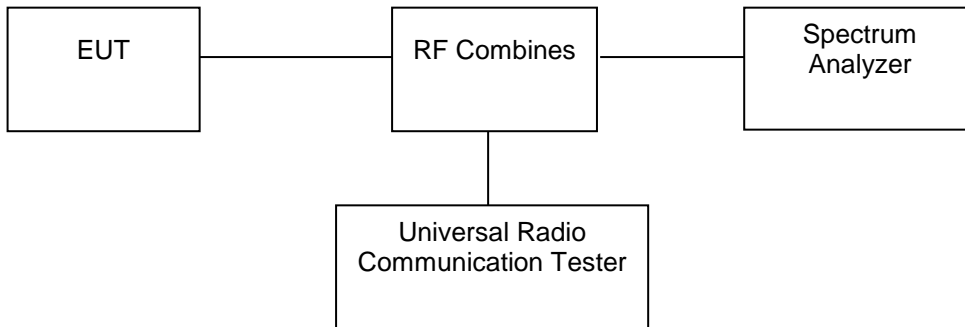 EUT
RF Combines
Spectrum
Analyzer
Universal Radio
Communication Tester